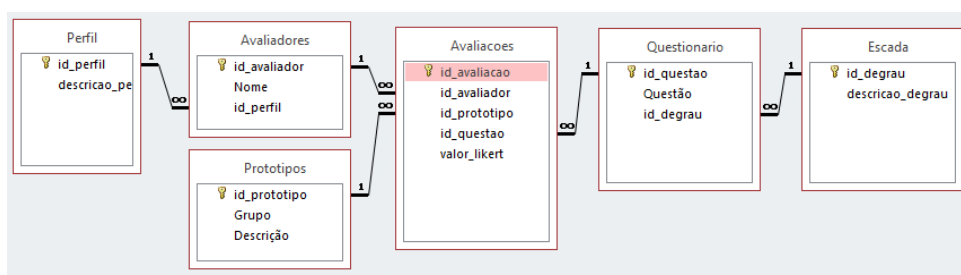 Perfil
id_perfil
descricao_pe
1
∞
Avaliadores
id_avaliador
Nome
id_perfil
1
∞
Prototipos
id_prototipo
Grupo
Descrição
1
∞
Avaliacoes
id_avaliacao
id_avaliador
id_prototipo
id_questao
valor_likert
∞
1
Questionario
id_questao
Questão
id_degrau
∞
1
Escada
id_degrau
descricao_degrau